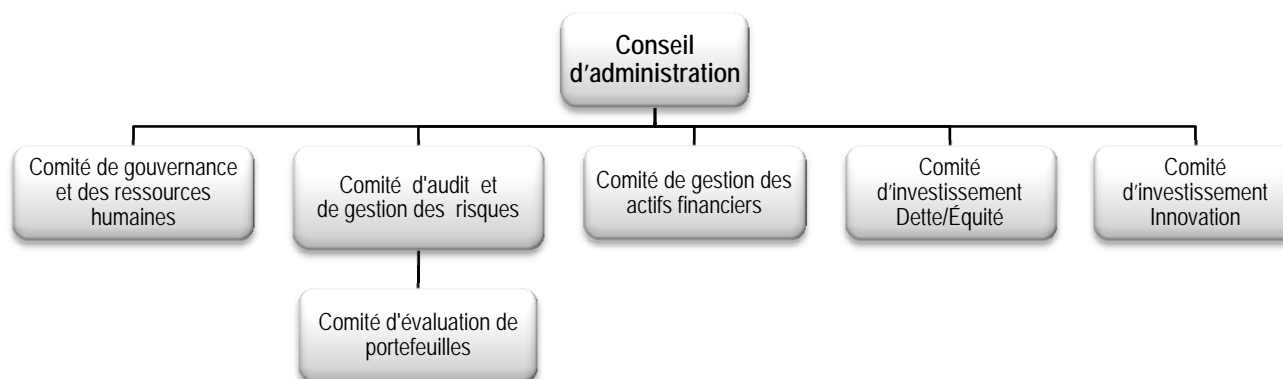 Conseil
d'administration
Comité de gouvernance
et des ressources
humaines
Comité d'audit et
de gestion des risques
Comité de gestion des
actifs financiers
Comité
d'investissement
Dette/Équité
Comité
d'investissement
Innovation
Comité d'évaluation de
portefeuilles